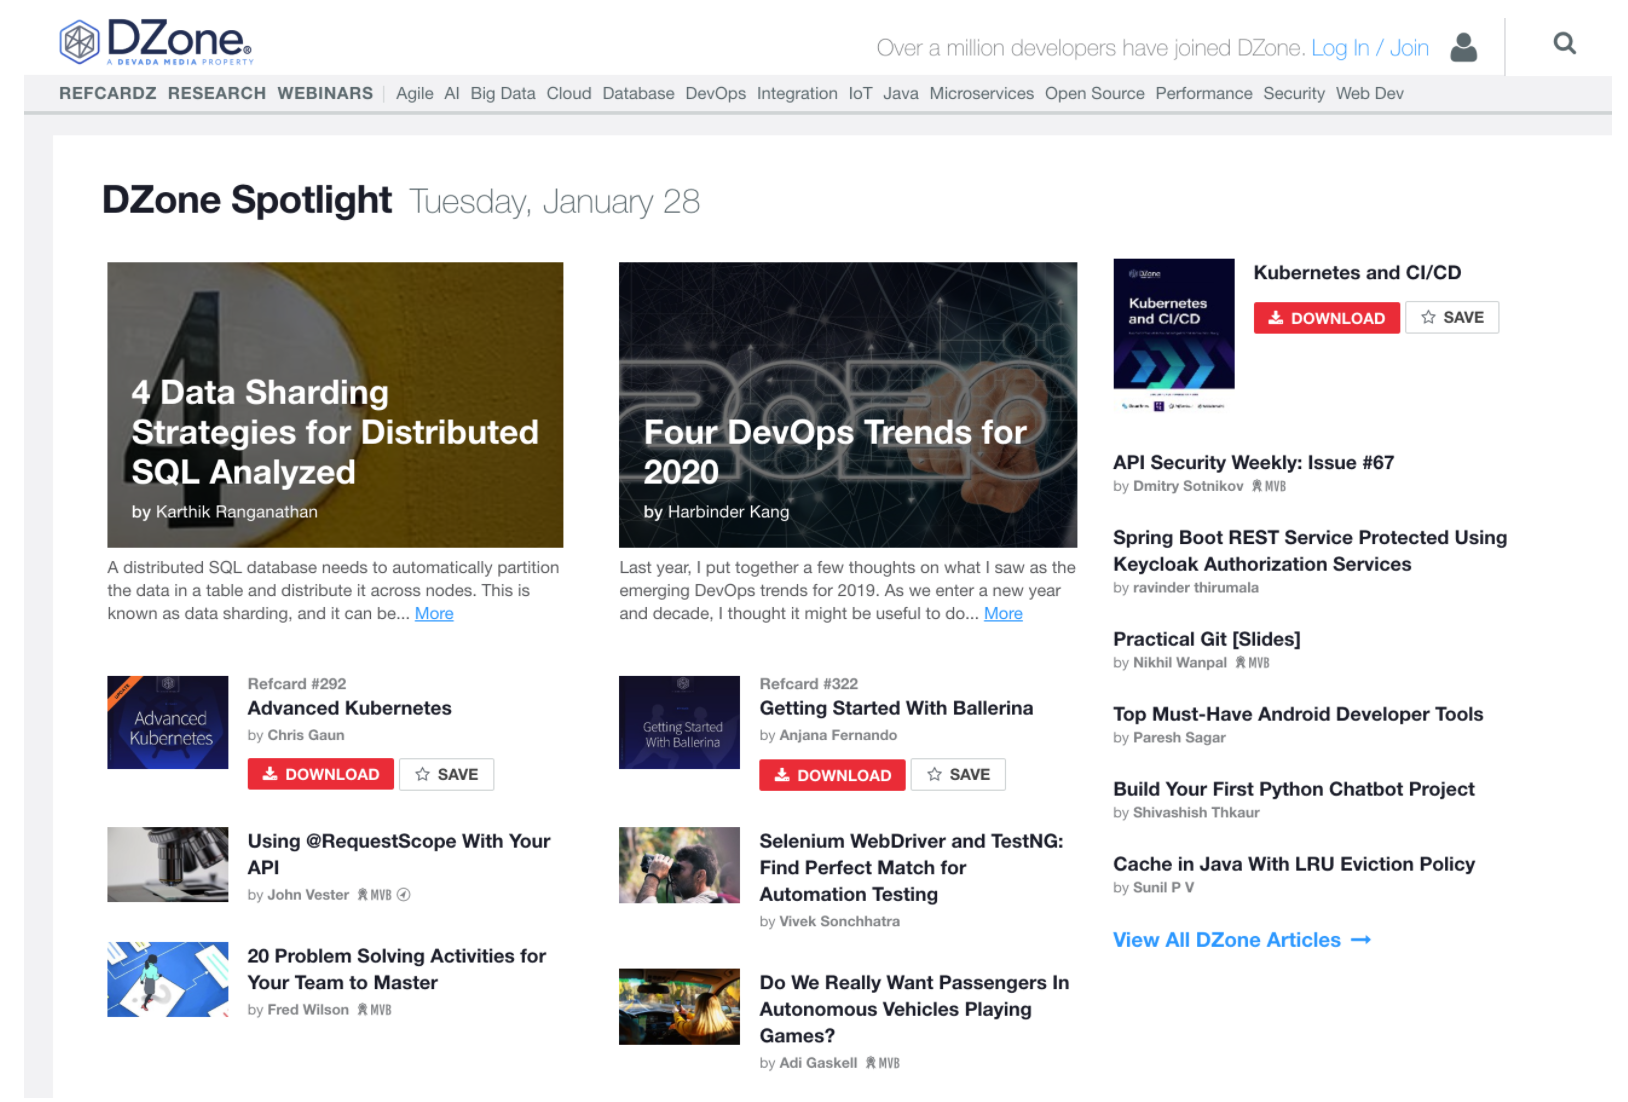 DZone®
A DEVADA MEDIA PROPERTY
Over a million developers have joined DZone. Log In / Join
REFCARDZ RESEARCH WEBINARS Agile AI Big Data Cloud Database DevOps Integration IoT Java Microservices Open Source Performance Security Web Dev
DZone Spotlight Tuesday, January 28
4
4 Data Sharding
Strategies for Distributed
SQL Analyzed
by Karthik Ranganathan
A distributed SQL database needs to automatically partition
the data in a table and distribute it across nodes. This is
known as data sharding, and it can be... More
UPDATE
Advanced
Kubernetes
Refcard #292
Advanced Kubernetes
by Chris Gaun
DOWNLOAD SAVE
Using @RequestScope With Your
API
by John Vester MVB
20 Problem Solving Activities for
Your Team to Master
by Fred Wilson MVB
2020
Four DevOps Trends for
2020
by Harbinder Kang
Last year, I put together a few thoughts on what I saw as the
emerging DevOps trends for 2019. As we enter a new year
and decade, I thought it might be useful to do... More
Getting Started
With Ballerina
Refcard #322
Getting Started With Ballerina
by Anjana Fernando
DOWNLOAD SAVE
Selenium WebDriver and TestNG:
Find Perfect Match for
Automation Testing
by Vivek Sonchhatra
Do We Really Want Passengers In
Autonomous Vehicles Playing
Games?
by Adi Gaskell MVB
DZone
Kubernetes
and CI/CD
Kubernetes and CI/CD
DOWNLOAD SAVE
API Security Weekly: Issue #67
by Dmitry Sotnikov MVB
Spring Boot REST Service Protected Using
Keycloak Authorization Services
by ravinder thirumala
Practical Git [Slides]
by Nikhil Wanpal MVB
Top Must-Have Android Developer Tools
by Paresh Sagar
Build Your First Python Chatbot Project
by Shivashish Thkaur
Cache in Java With LRU Eviction Policy
by Sunil P V
View All DZone Articles →